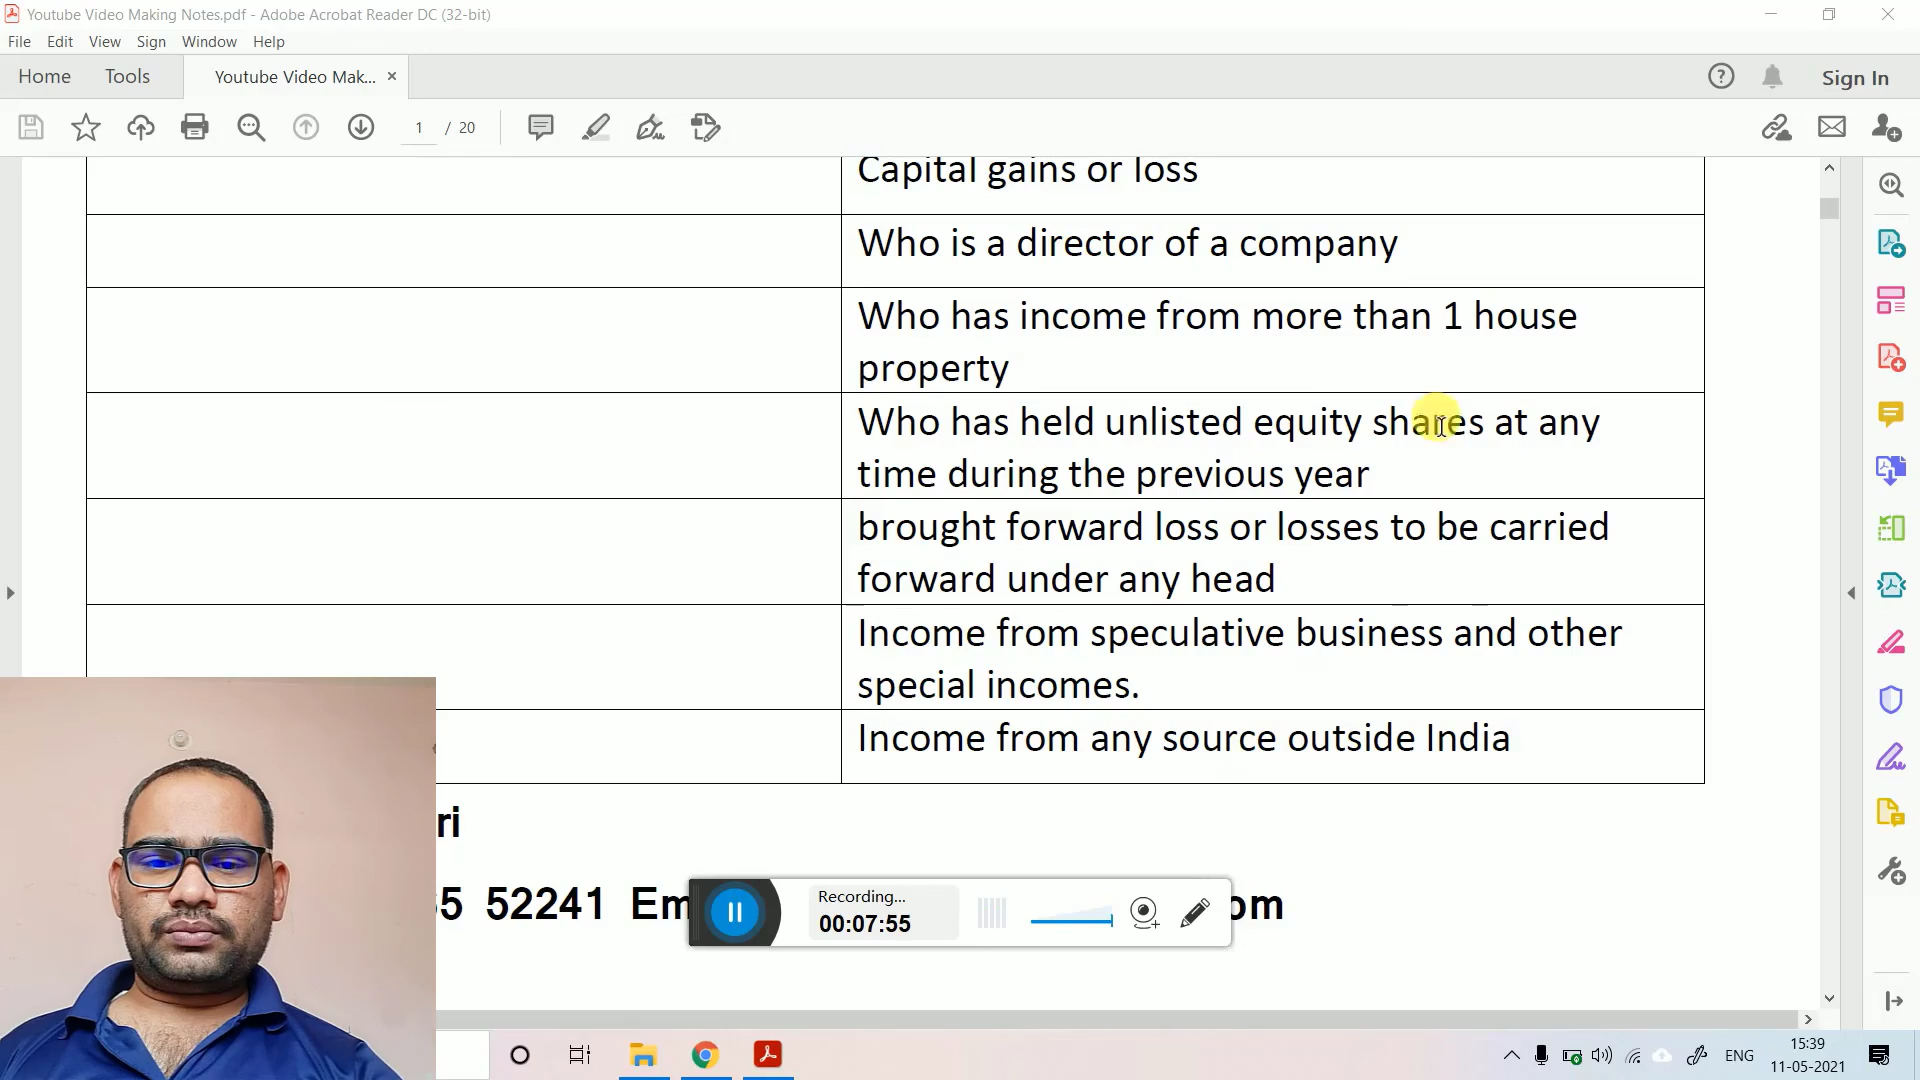 Youtube Video Making Notes.pdf - Adobe Acrobat Reader DC (32-bit)
File Edit View Sign Window Help
Home Tools Youtube Video Mak... × Sign In
1 / 20
Capital gains or loss
Who is a director of a company
Who has income from more than 1 house
property
Who has held unlisted equity shares at any
time during the previous year
brought forward loss or losses to be carried
forward under any head
Income from speculative business and other
special incomes.
Income from any source outside India
ri
5 52241 Em
om
Recording...
00:07:55
ENG
15:39
11-05-2021